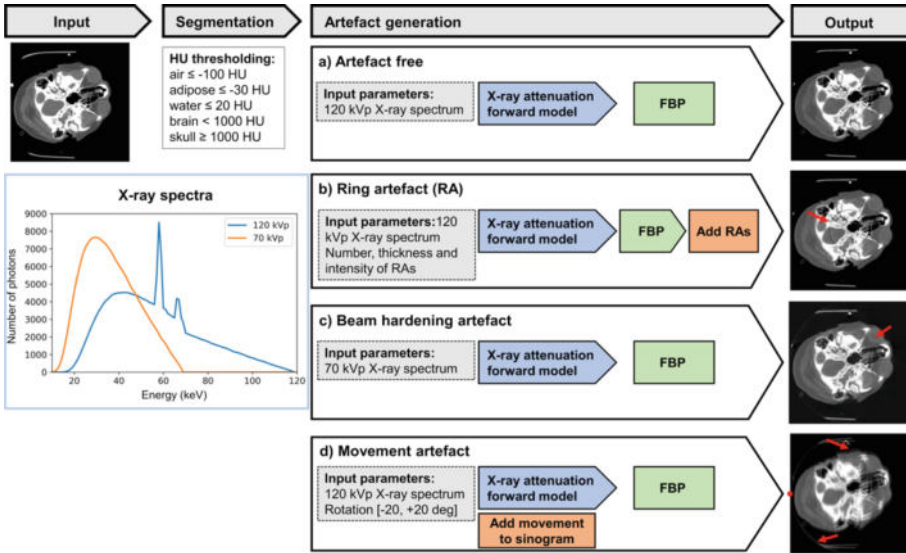 Input
Segmentation
Artefact generation
Output
HU thresholding:
air ≤ -100 HU
adipose ≤ -30 HU
water ≤ 20 HU
brain < 1000 HU
skull ≥ 1000 HU
a) Artefact free
Input parameters:
120 kVp X-ray spectrum
X-ray attenuation
forward model
FBP
X-ray spectra
9000
8000
7000
6000
5000
4000
3000
2000
1000
0
Number of photons
120 kVp
70 kVp
20
40
60
80
100
120
Energy (keV)
b) Ring artefact (RA)
Input parameters:120
kVp X-ray spectrum
Number, thickness and
intensity of RAs
X-ray attenuation
forward model
FBP
Add RAs
c) Beam hardening artefact
Input parameters:
70 kVp X-ray spectrum
X-ray attenuation
forward model
FBP
d) Movement artefact
Input parameters:
120 kVp X-ray spectrum
Rotation [-20, +20 deg]
X-ray attenuation
forward model
Add movement
to sinogram
FBP